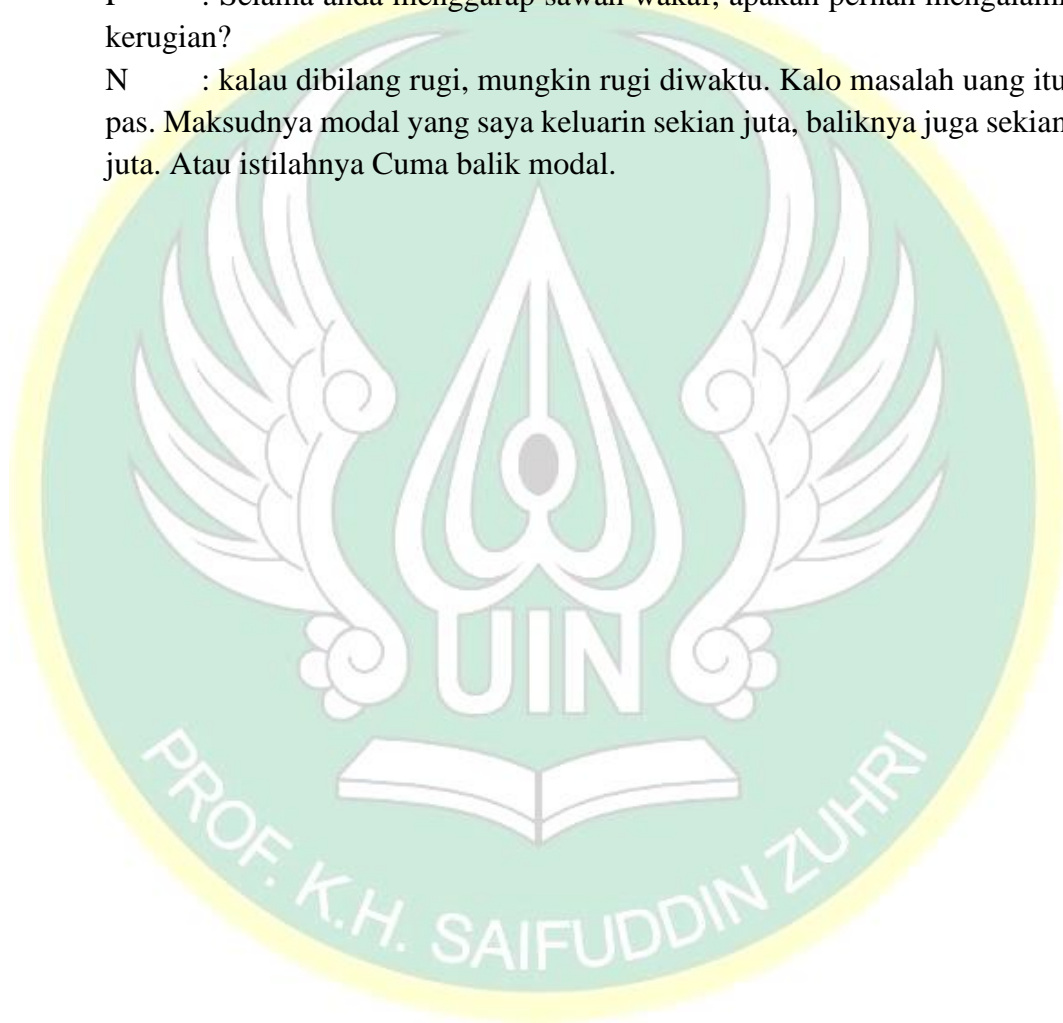 : Selama anda menggarap sawah wakaf, apakah pernah mengalami
kerugian?
N : kalau dibilang rugi, mungkin rugi diwaktu. Kalo masalah uang itu
pas. Maksudnya modal yang saya keluarin sekian juta, baliknya juga sekian
juta. Atau istilahnya Cuma balik modal.
UIN
PROF. K.H. SAIFUDDIN ZUHRI